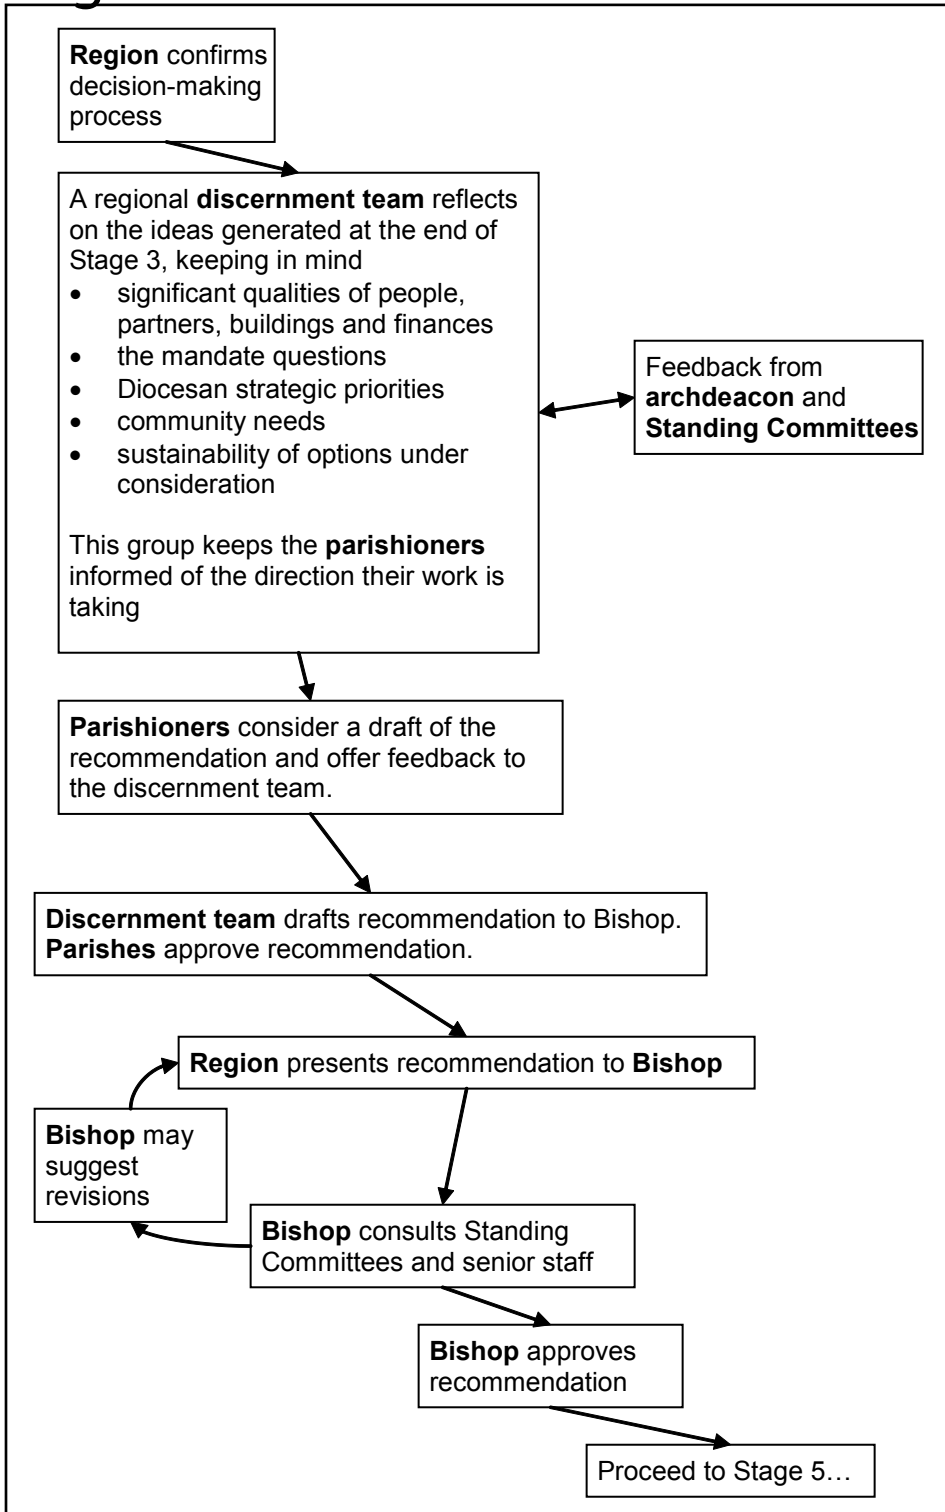 Region confirms
decision-making
process
A regional discernment team reflects
on the ideas generated at the end of
Stage 3, keeping in mind
• significant qualities of people,
partners, buildings and finances
• the mandate questions
• Diocesan strategic priorities
• community needs
• sustainability of options under
consideration
This group keeps the parishioners
informed of the direction their work is
taking
Feedback from
archdeacon and
Standing Committees
Parishioners consider a draft of the
recommendation and offer feedback to
the discernment team.
Discernment team drafts recommendation to Bishop.
Parishes approve recommendation.
Region presents recommendation to Bishop
Bishop may
suggest
revisions
Bishop consults Standing
Committees and senior staff
Bishop approves
recommendation
Proceed to Stage 5…